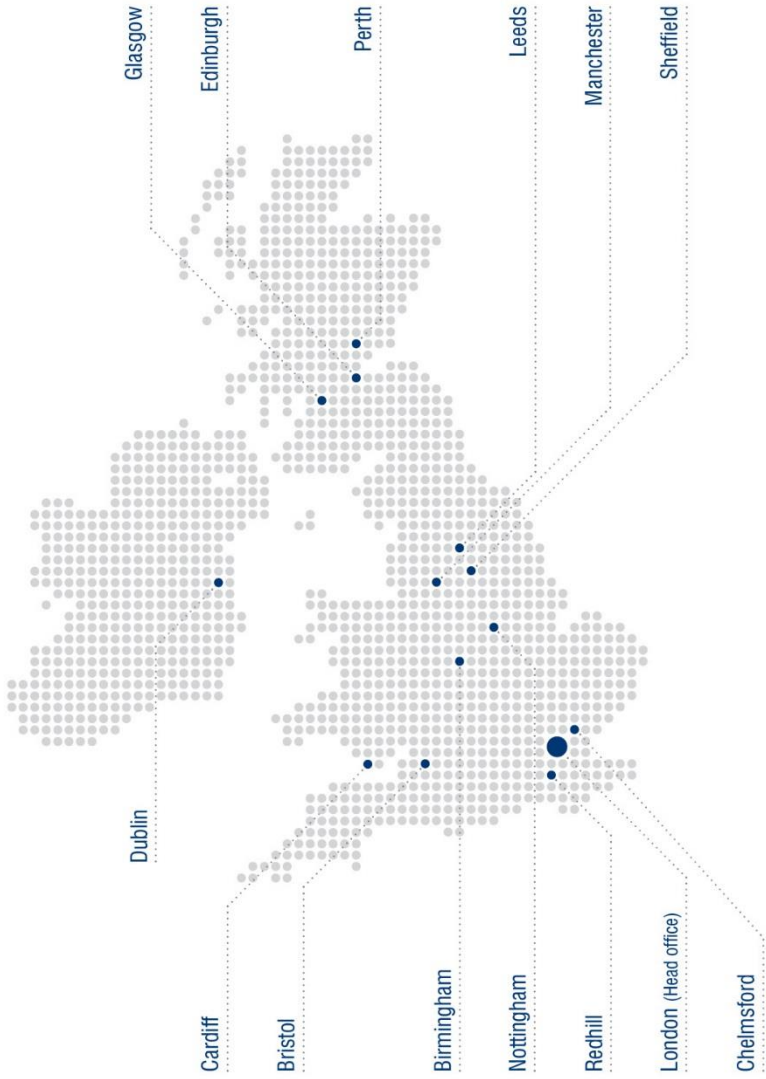 Glasgow
Edinburgh
Perth
Leeds
Manchester
Sheffield
Dublin
Cardiff
Bristol
Birmingham
Nottingham
Redhill
London (Head office)
Chelmsford